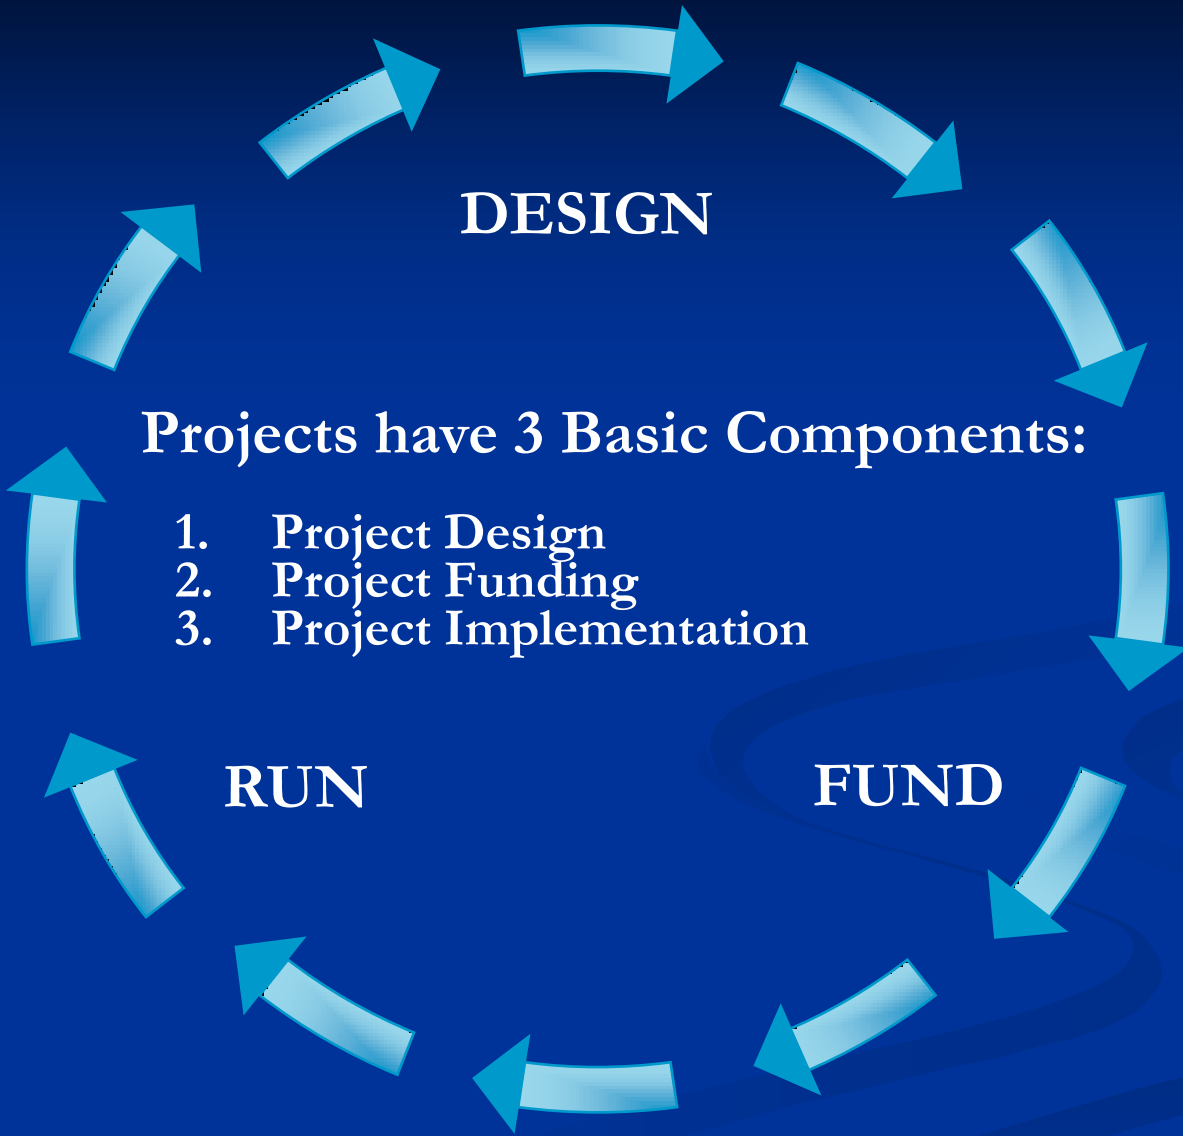 DESIGN
Projects have 3 Basic Components:
1. Project Design
2. Project Funding
3. Project Implementation
RUN FUND